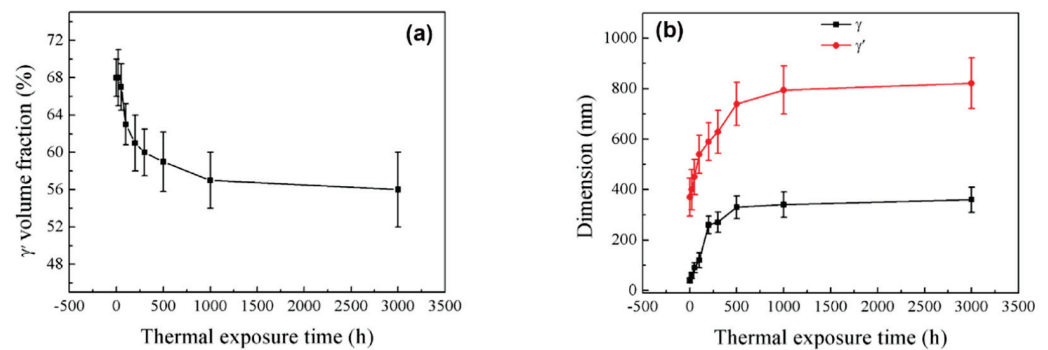 (a)
γ' volume fraction (%)
72
68
64
60
56
52
48
-500 0 500 1000 1500 2000 2500 3000 3500
Thermal exposure time (h)
(b)
γ
γ'
Dimension (nm)
1000
800
600
400
200
0
-500 0 500 1000 1500 2000 2500 3000 3500
Thermal exposure time (h)